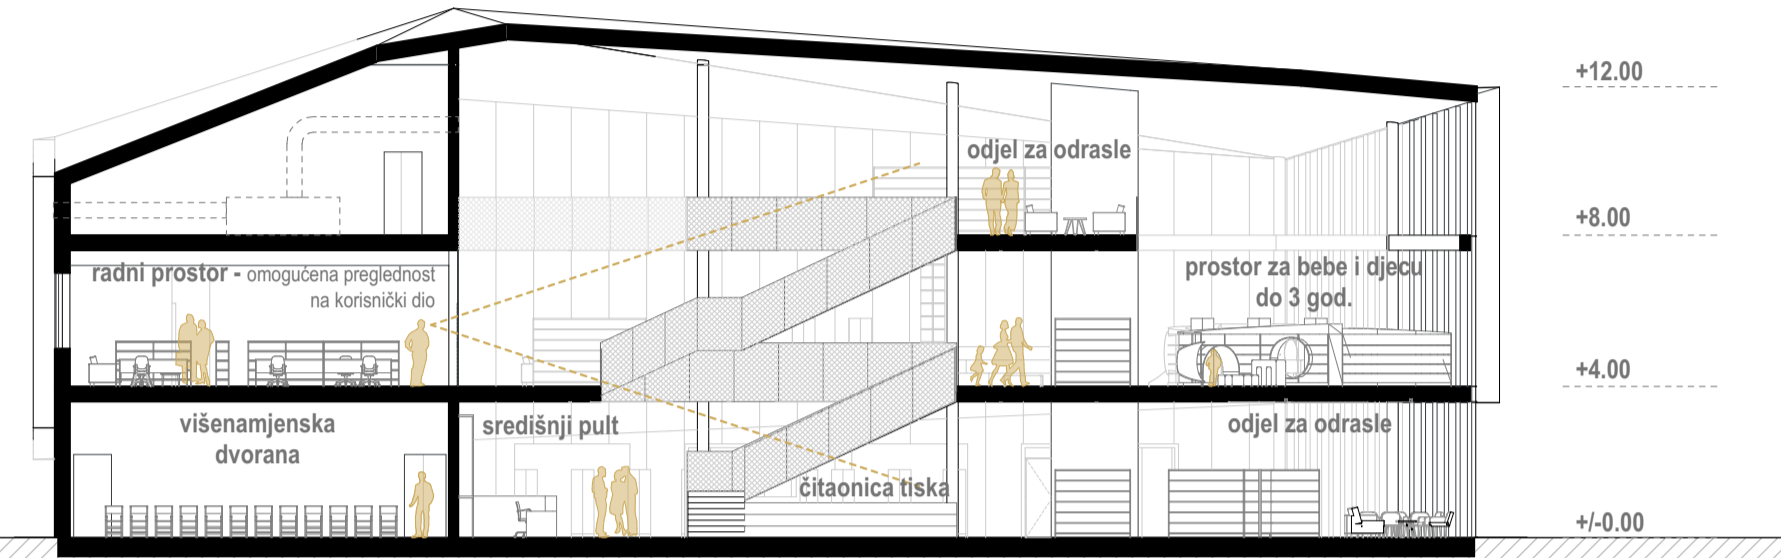 +12.00
odjel za odrasle
+8.00
radni prostor - omogućena preglednost
na korisnički dio
prostor za bebe i djecu
do 3 god.
+4.00
višenamjenska
dvorana
središnji pult
odjel za odrasle
čitaonica tiska
+/-0.00